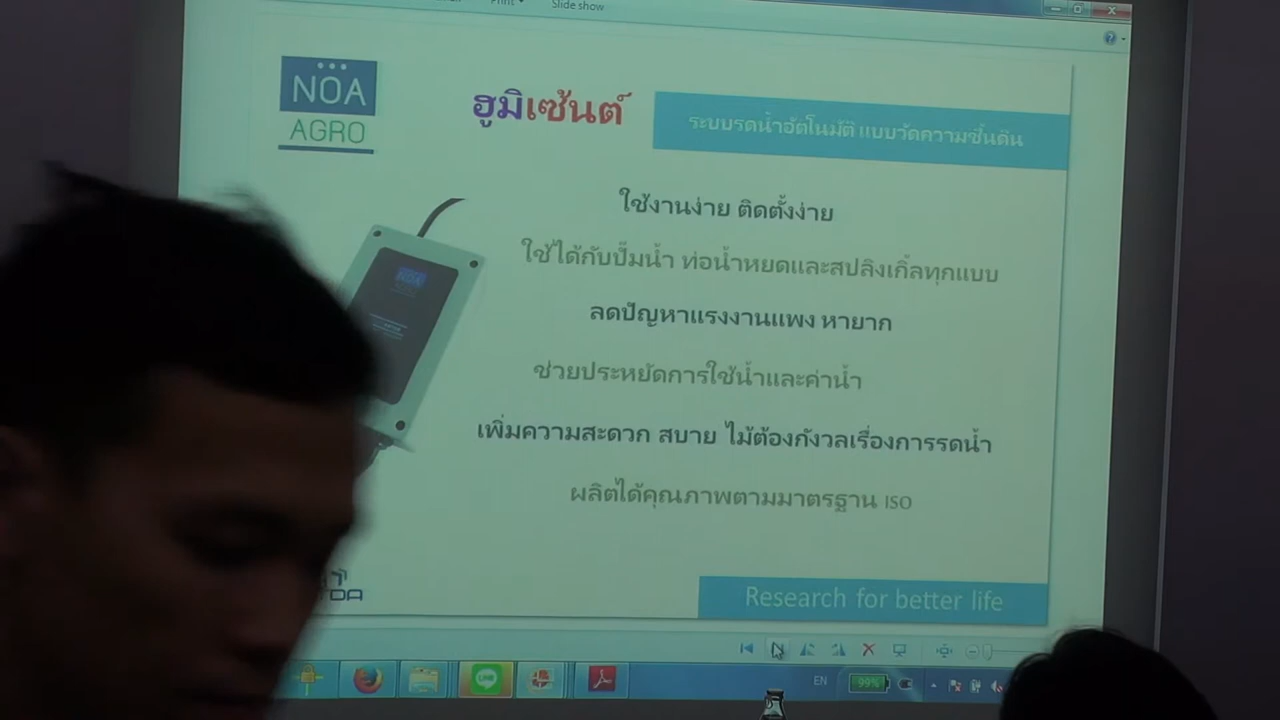 Slide show
NOA
AGRO
ฮูมิเซ้นต์
ระบบรดน้ำอัตโนมัติ แบบวัดความชื้นดิน
ใช้งานง่าย ติดตั้งง่าย
ใช้ได้กับปั๊มน้ำ ท่อน้ำหยดและสปลิงเกิ้ลทุกแบบ
ลดปัญหาแรงงานแพง หายาก
ช่วยประหยัดการใช้น้ำและค่าน้ำ
เพิ่มความสะดวก สบาย ไม้ต้องกังวลเรื่องการรดน้ำ
ผลิตได้คุณภาพตามมาตรฐาน ISO
NOA
Research for better life
LINE
EN
99%